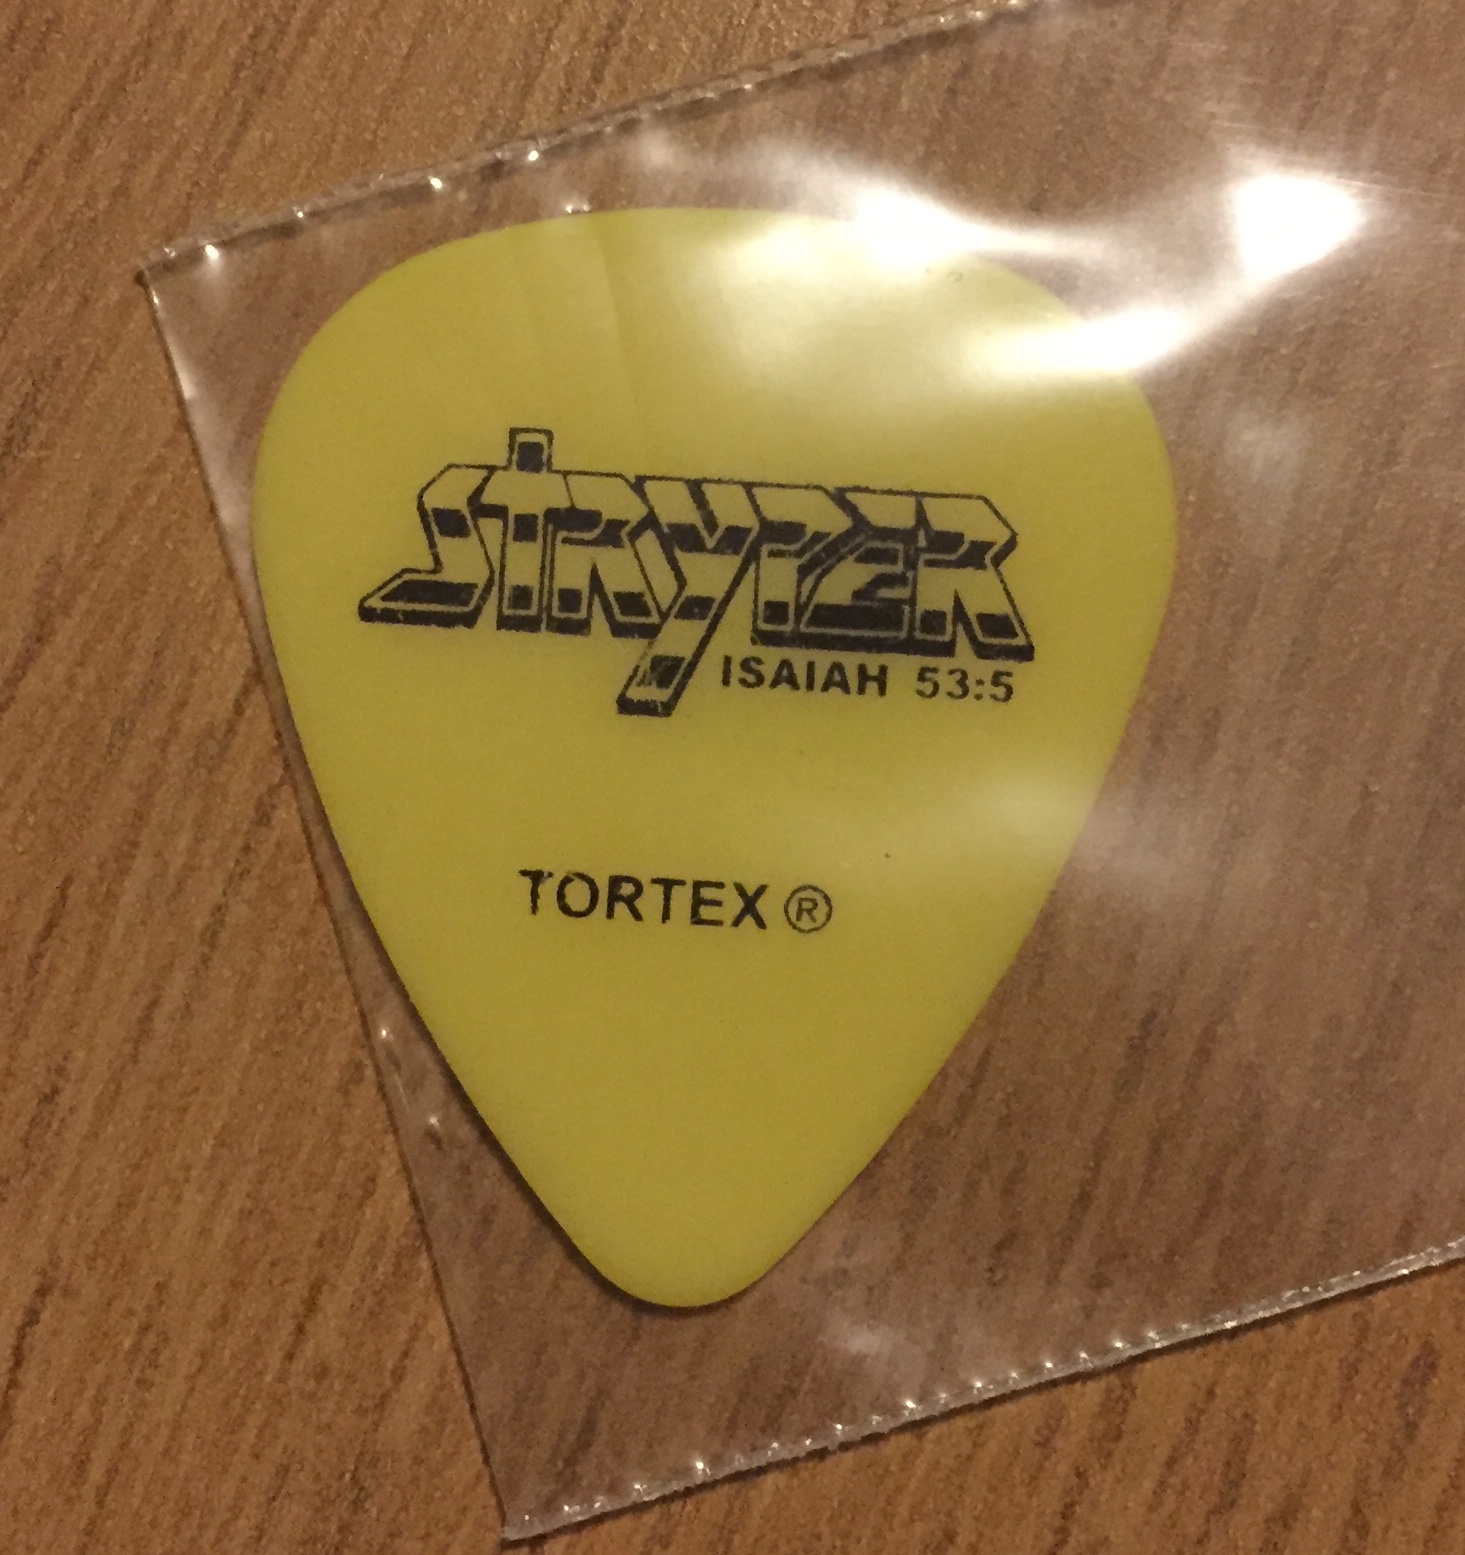 STRYPER
ISAIAH 53:5
TORTEX ®